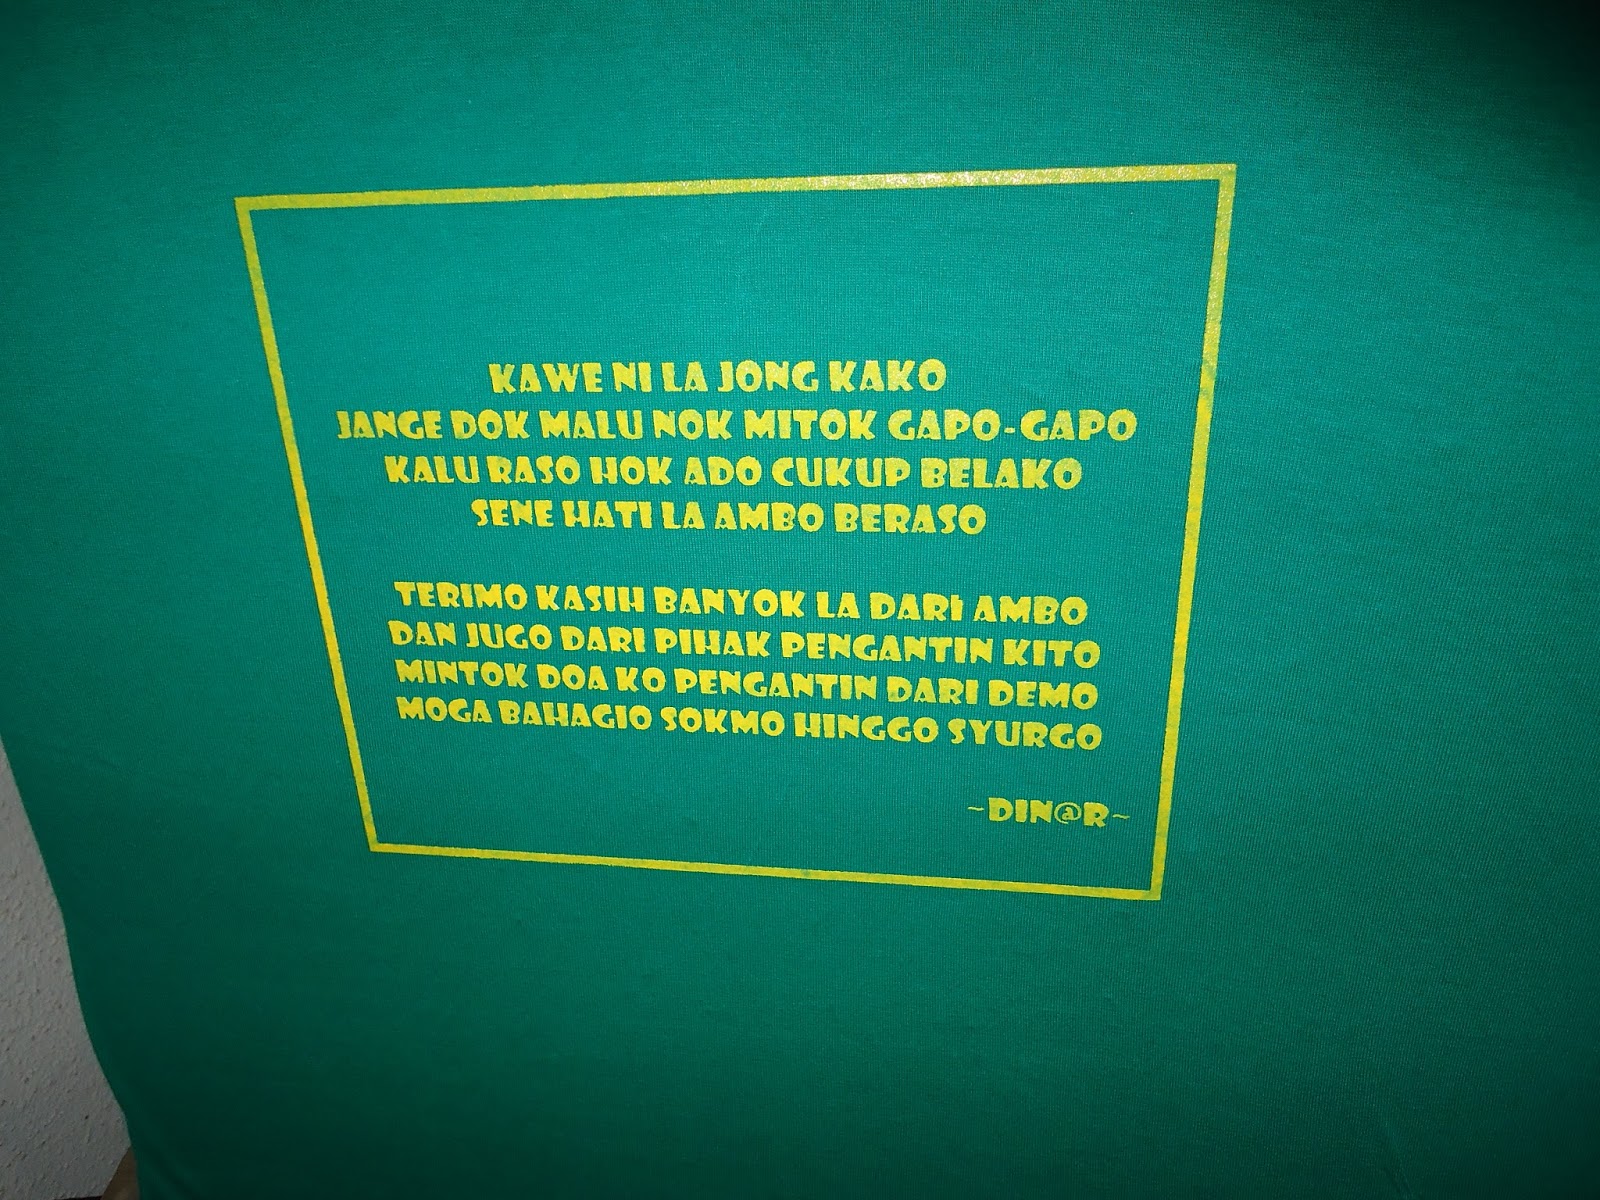 KAWE NI LA JONG KAKO
JANGE DOK MALU NOK MITOK GAPO-GAPO
KALU RASO HOK ADO CUKUP BELAKO
SENE HATI LA AMBO BERASO
TERIMO KASIH BANYOK LA DARI AMBO
DAN JUGO DARI PIHAK PENGANTIN KITO
MINTOK DOA KO PENGANTIN DARI DEMO
MOGA BAHAGIO SOKMO HINGGO SYURGO
~DIN@R~